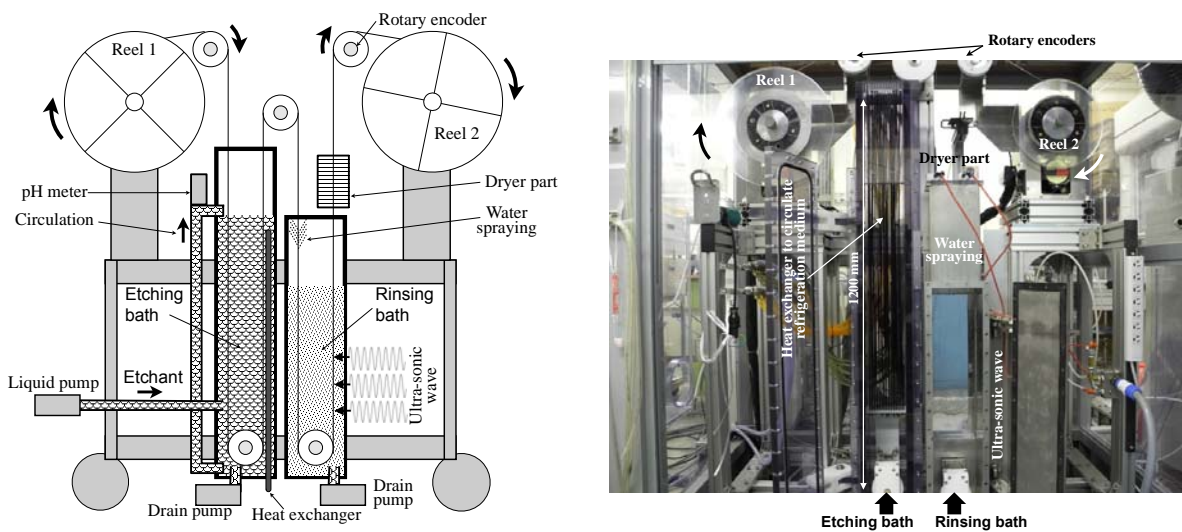 Rotary encoder
Reel 1
Reel 2
pH meter
Circulation
Dryer part
Water
spraying
Etching
bath
Rinsing
bath
Liquid pump
Etchant
Ultra-sonic
wave
Drain
pump
Heat exchanger
Drain
pump
Rotary encoders
Reel 1
Reel 2
Dryer part
Heat exchanger to circulate
refrigeration medium
1200 mm
Water
spraying
Ultra-sonic wave
Etching bath
Rinsing bath